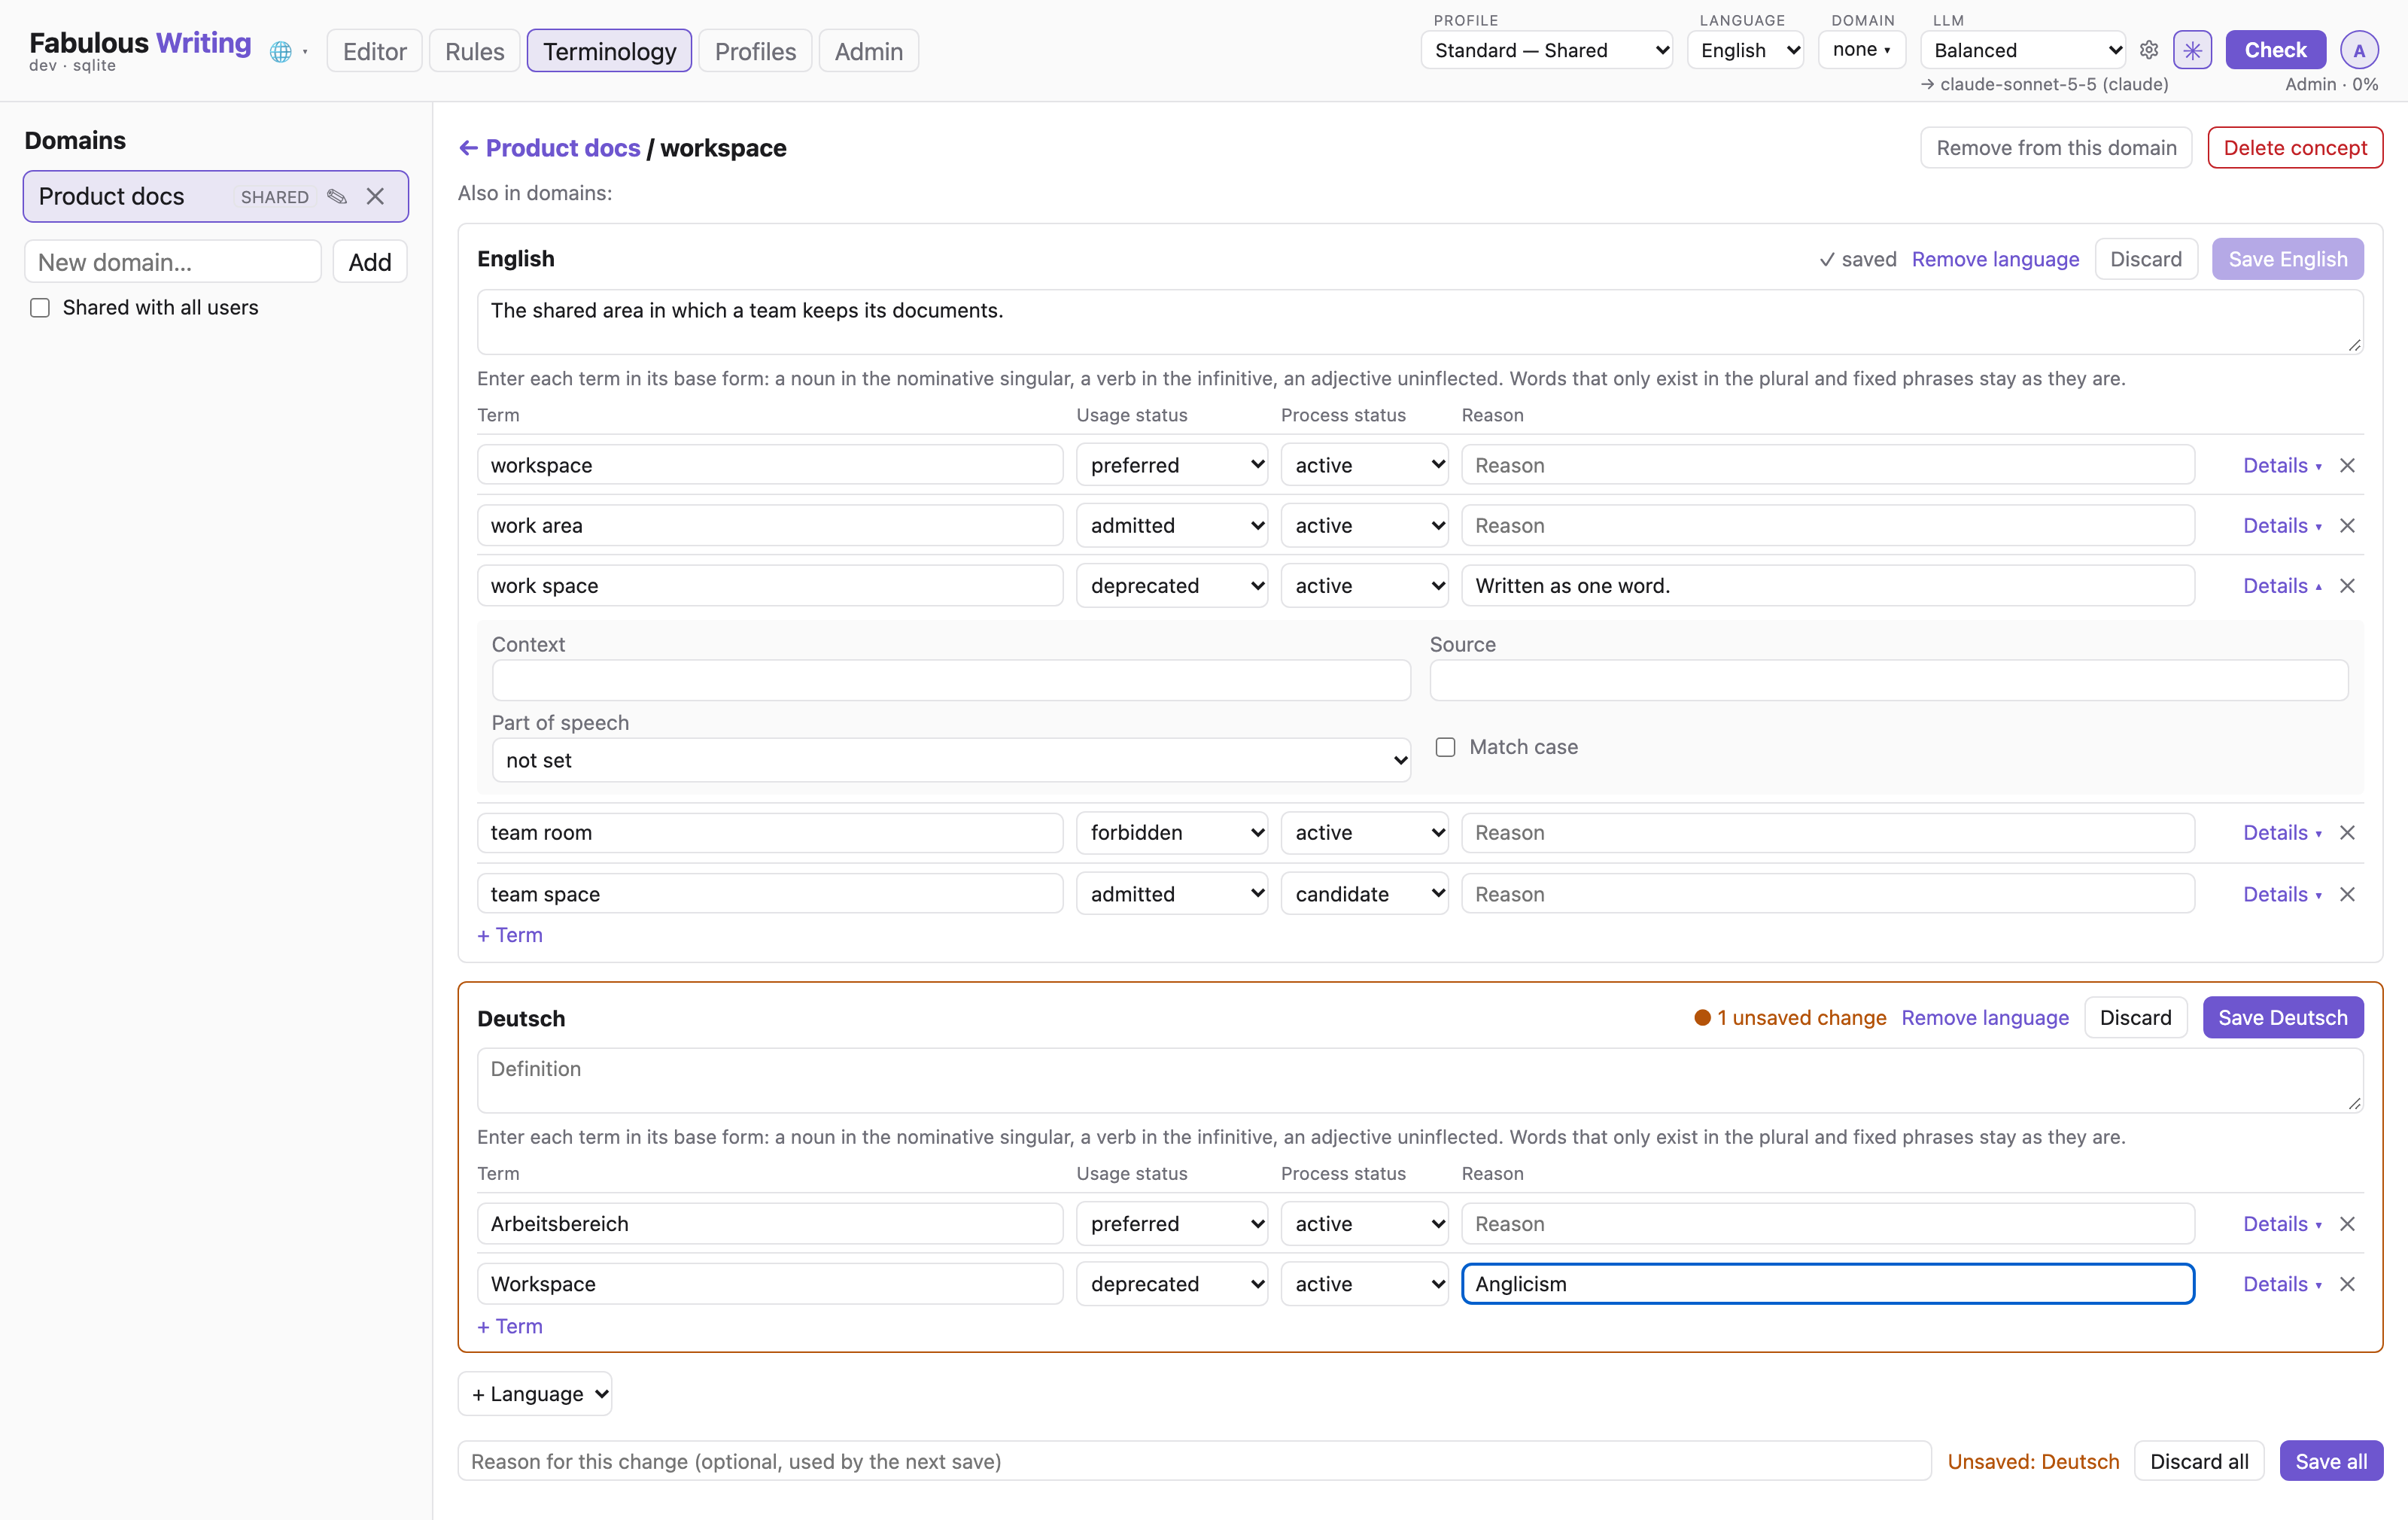 Fabulous Writing
dev · sqlite
Editor
Rules
Terminology
Profiles
Admin
PROFILE
Standard — Shared
LANGUAGE
English
DOMAIN
none
LLM
Balanced
→ claude-sonnet-5-5 (claude)
Check
A
Admin · 0%
Domains
Product docs SHARED
New domain...
Add
Shared with all users
← Product docs / workspace
Remove from this domain
Delete concept
Also in domains:
English
✓ saved
Remove language
Discard
Save English
The shared area in which a team keeps its documents.
Enter each term in its base form: a noun in the nominative singular, a verb in the infinitive, an adjective uninflected. Words that only exist in the plural and fixed phrases stay as they are.
Term Usage status Process status Reason
workspace preferred active Reason Details
work area admitted active Reason Details
work space deprecated active Written as one word. Details
Context
Source
Part of speech
not set
Match case
team room forbidden active Reason Details
team space admitted candidate Reason Details
+ Term
Deutsch
1 unsaved change
Remove language
Discard
Save Deutsch
Definition
Enter each term in its base form: a noun in the nominative singular, a verb in the infinitive, an adjective uninflected. Words that only exist in the plural and fixed phrases stay as they are.
Term Usage status Process status Reason
Arbeitsbereich preferred active Reason Details
Workspace deprecated active Anglicism Details
+ Term
+ Language
Reason for this change (optional, used by the next save)
Unsaved: Deutsch
Discard all
Save all